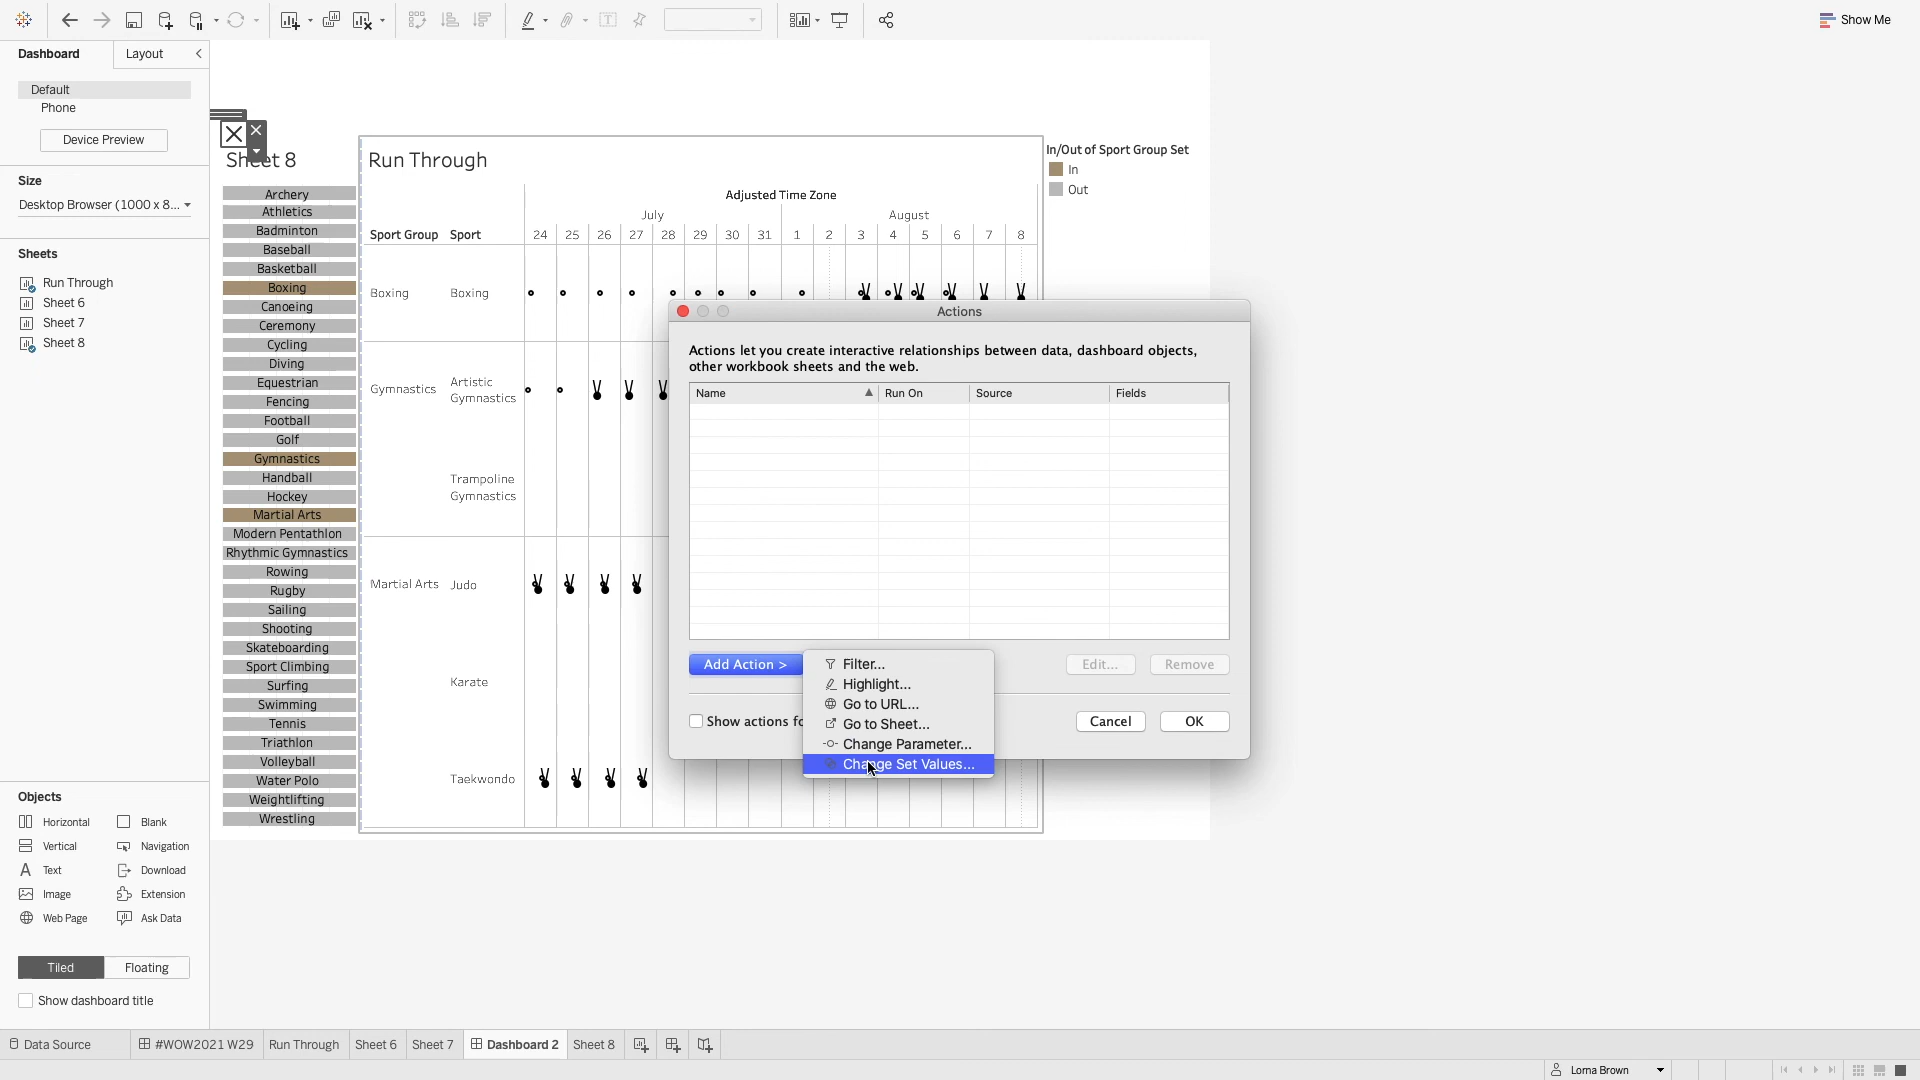 Show Me
Dashboard
Layout
Default
Phone
Device Preview
Size
Desktop Browser (1000 x 8...
Sheets
Run Through
Sheet 6
Sheet 7
Sheet 8
Objects
Horizontal
Blank
Vertical
Navigation
Text
Download
Image
Extension
Web Page
Ask Data
Tiled
Floating
Show dashboard title
Sheet 8
Archery
Athletics
Badminton
Baseball
Basketball
Boxing
Canoeing
Ceremony
Cycling
Diving
Equestrian
Fencing
Football
Golf
Gymnastics
Handball
Hockey
Martial Arts
Modern Pentathlon
Rhythmic Gymnastics
Rowing
Rugby
Sailing
Shooting
Skateboarding
Sport Climbing
Surfing
Swimming
Tennis
Triathlon
Volleyball
Water Polo
Weightlifting
Wrestling
Run Through
Adjusted Time Zone
July
August
Sport Group
Sport
24 25 26 27 28 29 30 31 1 2 3 4 5 6 7 8
Boxing
Boxing
Gymnastics
Artistic
Gymnastics
Trampoline
Gymnastics
Martial Arts
Judo
Karate
Taekwondo
In/Out of Sport Group Set
In
Out
Actions
Actions let you create interactive relationships between data, dashboard objects,
other workbook sheets and the web.
Name
Run On
Source
Fields
Add Action >
Edit...
Remove
Show actions fo
Cancel
OK
Filter...
Highlight...
Go to URL...
Go to Sheet...
Change Parameter...
Change Set Values...
Data Source
#WOW2021 W29
Run Through
Sheet 6
Sheet 7
Dashboard 2
Sheet 8
Lorna Brown